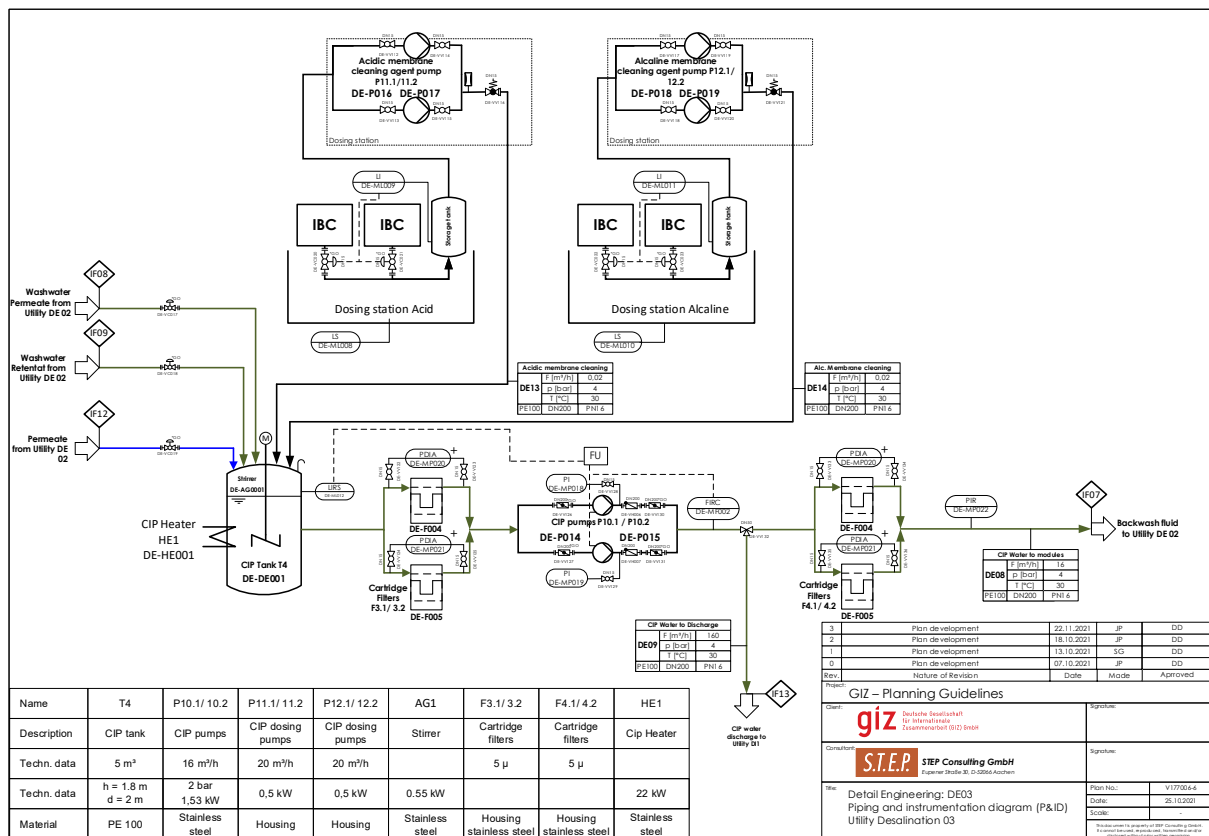 Acidic membrane
cleaning agent pump
P11.1/11.2
DE-P016 DE-P017
Dosing station
Alcaline membrane
cleaning agent pump P12.1/
12.2
DE-P018 DE-P019
Dosing station
LI
DE-ML009
IBC
IBC
Storage tank
Dosing station Acid
LS
DE-ML008
LI
DE-ML011
IBC
IBC
Storage tank
Dosing station Alcaline
LS
DE-ML010
IF08
Washwater
Permeate from
Utility DE 02
IF09
Washwater
Retentat from
Utility DE 02
IF12
Permeate
from Utility DE
02
Acidic membrane cleaning
DE13
F [m³/h] 0,02
p [bar] 4
T [°C] 30
PE100 DN200 PN16
Alc. Membrane cleaning
DE14
F [m³/h] 0,02
p [bar] 4
T [°C] 30
PE100 DN200 PN16
M
Stirrer
DE-AG0001
LIRS
CIP Heater
HE1
DE-HE001
CIP Tank T4
DE-DE001
PDIA
DE-MP020
+
DE-F004
PDIA
DE-MP021
+
Cartridge
Filters
F3.1/ 3.2
DE-F005
FU
PI
DE-MP018
CIP pumps P10.1 / P10.2
DE-P014
DE-P015
PI
DE-MP019
FIRC
DE-MF002
PDIA
DE-MP020
+
DE-F004
PDIA
DE-MP021
+
Cartridge
Filters
F4.1/ 4.2
DE-F005
PIR
DE-MP022
IF07
Backwash fluid
to Utility DE 02
CIP Water to modules
DE08
F [m³/h] 16
p [bar] 4
T [°C] 30
PE100 DN200 PN16
CIP Water to Discharge
DE09
F [m³/h] 160
p [bar] 4
T [°C] 30
PE100 DN200 PN16
IF13
CIP water
discharge to
Utility DI1
Name T4 P10.1/ 10.2 P11.1/ 11.2 P12.1/ 12.2 AG1 F3.1/ 3.2 F4.1/ 4.2 HE1
Description CIP tank CIP pumps CIP dosing pumps CIP dosing pumps Stirrer Cartridge filters Cartridge filters Cip Heater
Techn. data 5 m³ 16 m³/h 20 m³/h 20 m³/h 5 µ 5 µ
Techn. data h = 1.8 m d = 2 m 2 bar 1,53 kW 0,5 kW 0,5 kW 0.55 kW 22 kW
Material PE 100 Stainless steel Housing Housing Stainless steel Housing stainless steel Housing stainless steel Stainless steel
3 Plan development 22.11.2021 JP DD
2 Plan development 18.10.2021 JP DD
1 Plan development 13.10.2021 SG DD
0 Plan development 07.10.2021 JP DD
Rev. Nature of Revision Date Made Aprroved
Project:
GIZ – Planning Guidelines
Client:
giz Deutsche Gesellschaft
für Internationale
Zusammenarbeit (GIZ) GmbH
Signature:
Consultant:
S.T.E.P. STEP Consulting GmbH
Eupener Straße 30, D-52066 Aachen
Signature:
Title:
Detail Engineering: DE03
Piping and instrumentation diagram (P&ID)
Utility Desalination 03
Plan No.: V177006-6
Date: 25.10.2021
Scale: -